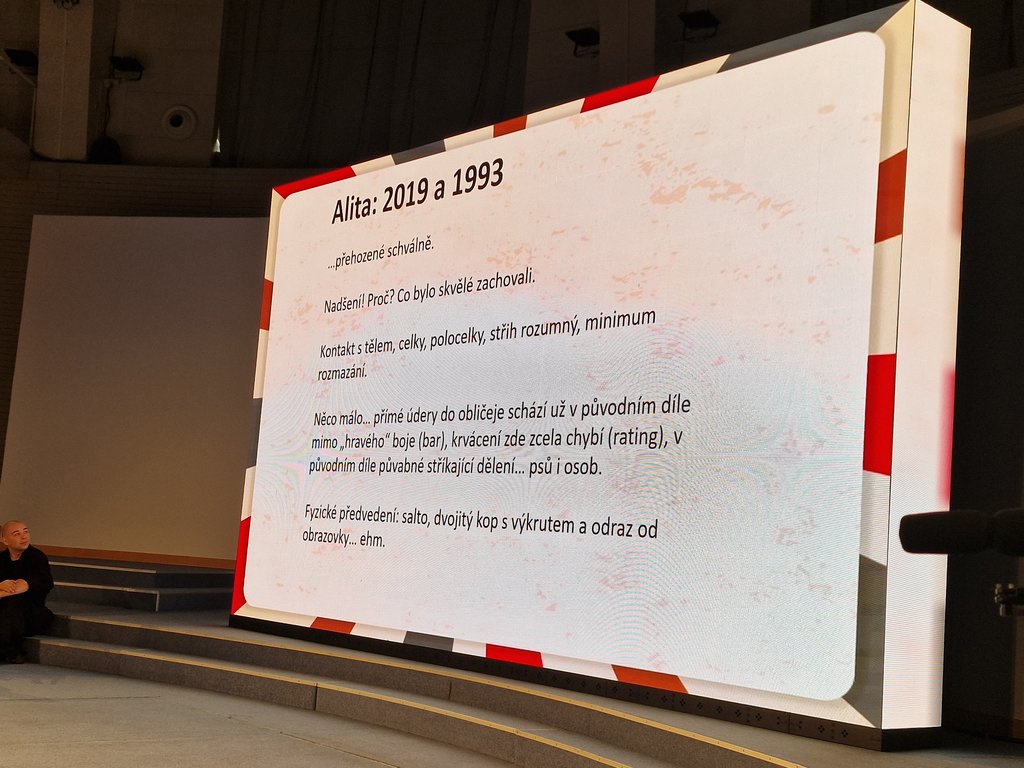 Alita: 2019 a 1993
...přehozené schválně.
Nadšení! Proč? Co bylo skvělé zachovali.
Kontakt s tělem, celky, polocelky, střih rozumný, minimum
rozmazání.
Něco málo... přímé údery do obličeje schází už v původním díle
mimo „hravého“ boje (bar), krvácení zde zcela chybí (rating), v
původním díle půvabné stříkající dělení... psů i osob.
Fyzické předvedení: salto, dvojitý kop s výkrutem a odraz od
obrazovky... ehm.